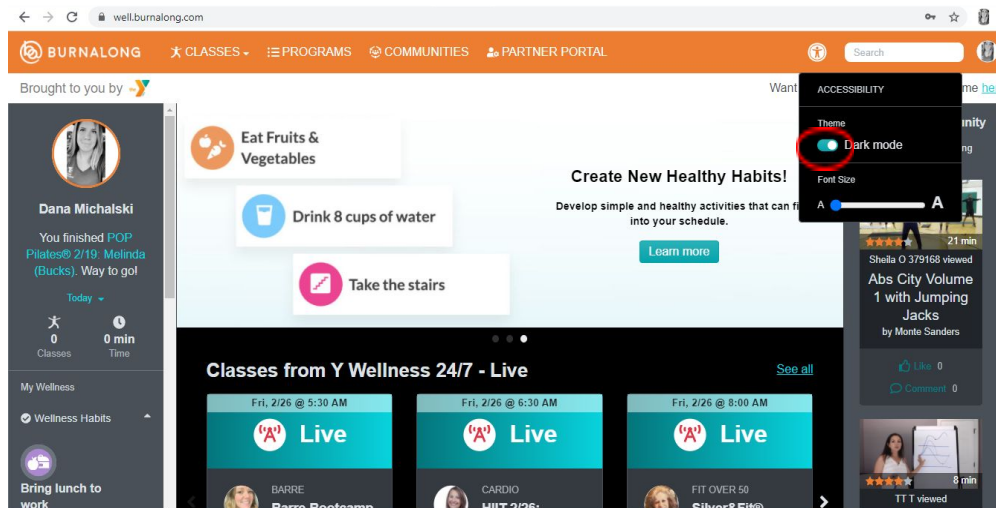 well.burnalong.com
BURNALONG
CLASSES
PROGRAMS
COMMUNITIES
PARTNER PORTAL
Search
Brought to you by
Want
me he
Dana Michalski
You finished POP
Pilates® 2/19: Melinda
(Bucks). Way to go!
Today
0
Classes
0 min
Time
My Wellness
Wellness Habits
Bring lunch to
work
Eat Fruits &
Vegetables
Drink 8 cups of water
Take the stairs
Create New Healthy Habits!
Develop simple and healthy activities that can fi
into your schedule.
Learn more
Classes from Y Wellness 24/7 - Live
See all
Fri, 2/26 @ 5:30 AM
Live
BARRE
Barre Bootcamp
Fri, 2/26 @ 6:30 AM
Live
CARDIO
HIIT 2/26:
Fri, 2/26 @ 8:00 AM
Live
FIT OVER 50
Silver&Fit®
ACCESSIBILITY
Theme
Dark mode
Font Size
A
A
nity
ng
21 min
Sheila O 379168 viewed
Abs City Volume
1 with Jumping
Jacks
by Monte Sanders
Like 0
Comment 0
8 min
TT T viewed